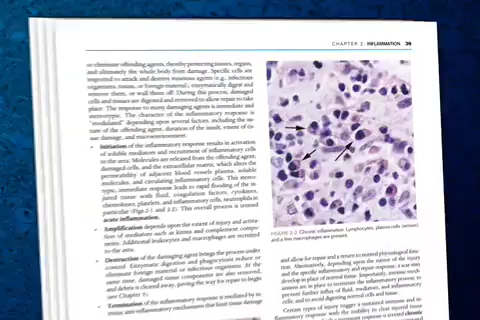 CHAPTER 2: INFLAMMATION 39
or eliminate offending agents, thereby protecting tissues, organs,
and ultimately the whole body from damage. Specific cells are
imported to attack and destroy injurious agents (e.g., infectious
organisms, toxins, or foreign material), enzymatically digest and
remove them, or wall them off. During this process, damaged
cells and tissues are digested and removed to allow repair to take
place. The response to many damaging agents is immediate and
stereotypic. The character of the inflammatory response is
"modulated" depending upon several factors, including the na-
ture of the offending agent, duration of the insult, extent of tis-
sue damage, and microenvironment.
Initiation of the inflammatory response results in activation
of soluble mediators and recruitment of inflammatory cells
to the area. Molecules are released from the offending agent,
damaged cells, and the extracellular matrix, which alters the
permeability of adjacent blood vessels plasma, soluble
molecules, and circulating inflammatory cells. This stereo-
typic, immediate response leads to rapid flooding of the in-
jured tissue with fluid, coagulation factors, cytokines,
chemokines, platelets, and inflammatory cells, neutrophils in
particular (Figs 2-1 and 2-2). This overall process is termed
acute inflammation.
Amplification depends upon the extent of injury and activa-
tion of mediators such as kinins and complement compo-
nents. Additional leukocytes and macrophages are recruited
to the area.
Destruction of the damaging agent brings the process under
control. Enzymatic digestion and phagocytosis reduce or
eliminate foreign material or infectious organisms. At the
same time, damaged tissue components are also removed,
and debris is cleared away, paving the way for repair to begin
(see Chapter 3).
Termination of the inflammatory response is mediated by in-
trinsic anti-inflammatory mechanisms that limit tissue damage
FIGURE 2-3. Chronic inflammation. Lymphocytes, plasma cells (arrows)
and a few macrophages are present.
and allow for repair and a return to normal physiological func-
tion. Alternatively, depending upon the nature of the injury
and the specific inflammatory and repair response, a scar may
develop in place of normal tissue. Importantly, intrinsic mech-
anisms are in place to terminate the inflammatory process; to
prevent further influx of fluid, mediators, and inflammatory
cells; and to avoid digesting normal cells and tissue.
Certain types of injury trigger a sustained immune and in-
flammatory response with the inability to clear injured tissue